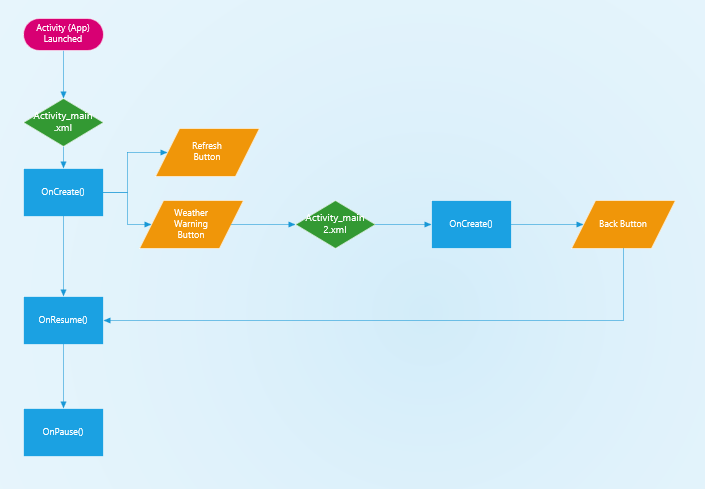 Activity (App)
Launched
Activity_main
.xml
OnCreate()
Refresh
Button
Weather
Warning
Button
Activity_main
2.xml
OnCreate()
Back Button
OnResume()
OnPause()